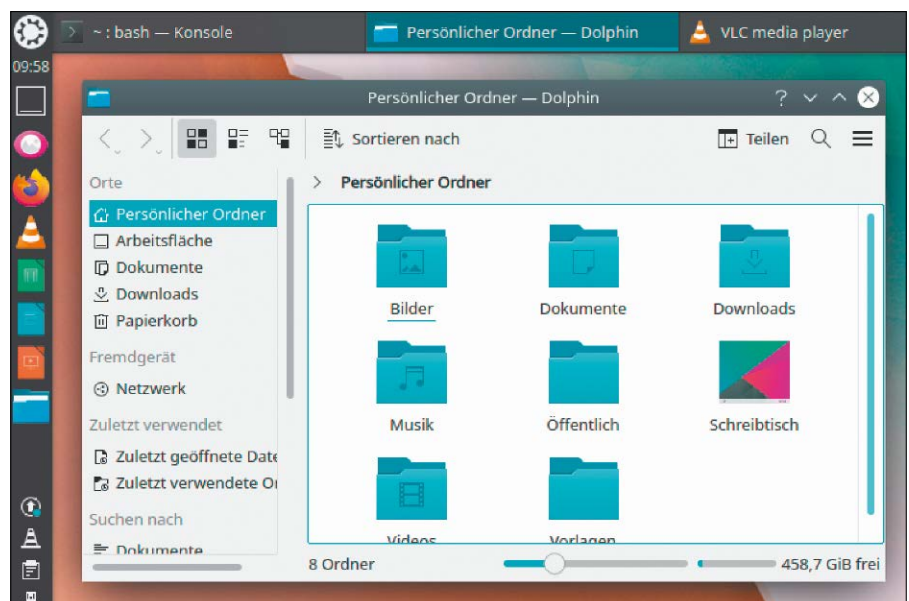 ~ : bash — Konsole
Persönlicher Ordner — Dolphin
VLC media player
09:58
Persönlicher Ordner — Dolphin
Sortieren nach
Teilen
Orte
Persönlicher Ordner
Arbeitsfläche
Dokumente
Downloads
Papierkorb
Fremdgerät
Netzwerk
Zuletzt verwendet
Zuletzt geöffnete Date
Zuletzt verwendete Or
Suchen nach
Dokumente
> Persönlicher Ordner
Bilder
Dokumente
Downloads
Musik
Öffentlich
Schreibtisch
Videos
Vorlagen
8 Ordner
458,7 GiB frei